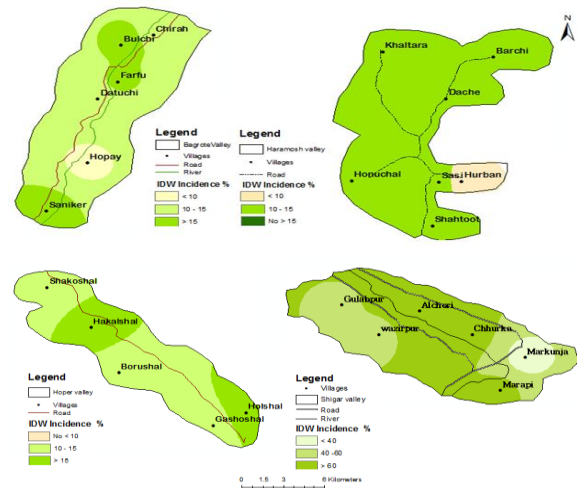 Bulchi
Chirah
Farfu
Datuchi
Hopay
Saniker
Legend
BagroteValley
Villages
Road
River
IDW Incidence %
< 10
10 - 15
> 15
N
Khaltara
Barchi
Dache
Hopuchal
Sasi
Hurban
Shahtoot
Legend
Haramosh valley
Villages
Road
IDW Incidence %
< 10
10 - 15
No > 15
Shakoshal
Hakalshal
Borushal
Holshal
Gashoshal
Legend
Hoper valley
Villages
Road
IDW Incidence %
No < 10
10 - 15
> 15
Gulabpur
Alchori
wazirpur
Chhurka
Markunja
Marapi
Legend
Villages
Shigar valley
Road
River
IDW Incidence %
< 40
40 -60
> 60
0 1.5 3 6 Kilometers